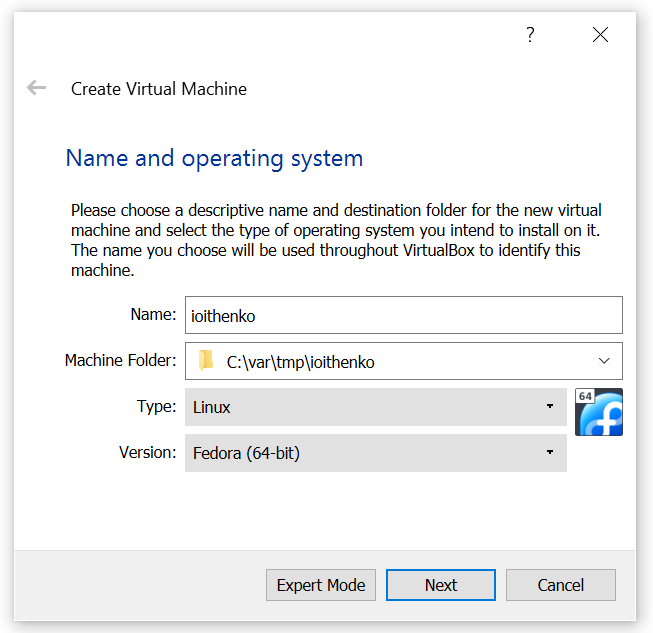 ?
Create Virtual Machine
Name and operating system
Please choose a descriptive name and destination folder for the new virtual
machine and select the type of operating system you intend to install on it.
The name you choose will be used throughout VirtualBox to identify this
machine.
Name: ioithenko
Machine Folder: C:\var\tmp\ioithenko
Type: Linux
64
Version: Fedora (64-bit)
Expert Mode Next Cancel